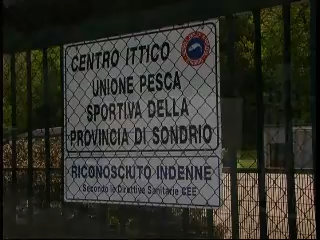 CENTRO ITTICO
UNIONE PESCA
SPORTIVA DELLA
PROVINCIA DI SONDRIO
RICONOSCIUTO INDENNE
Secondo le Direttive Sanitarie CEE